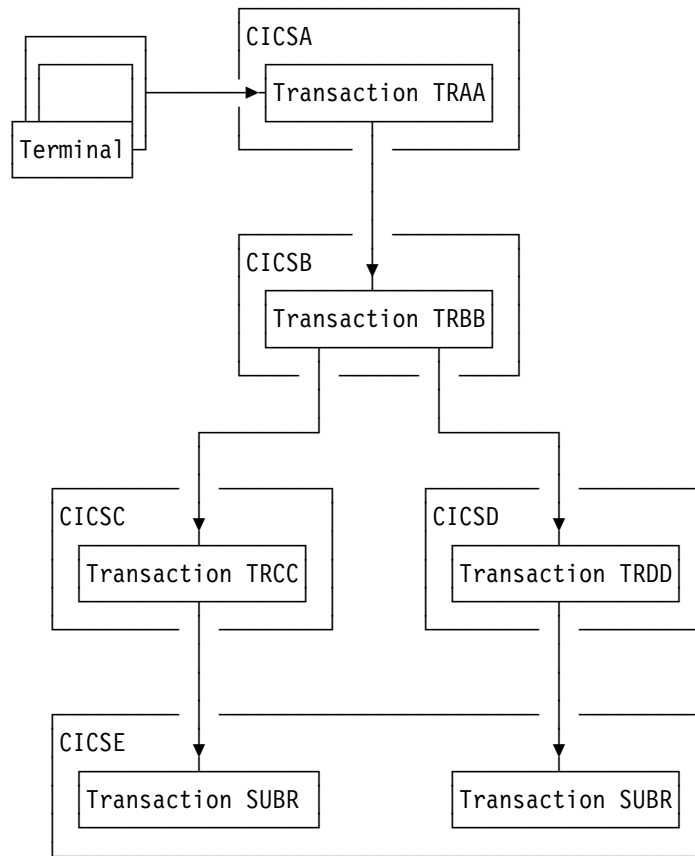 CICSA
Transaction TRAA
Terminal
CICSB
Transaction TRBB
CICSC
CICSD
Transaction TRCC
Transaction TRDD
CICSE
Transaction SUBR
Transaction SUBR